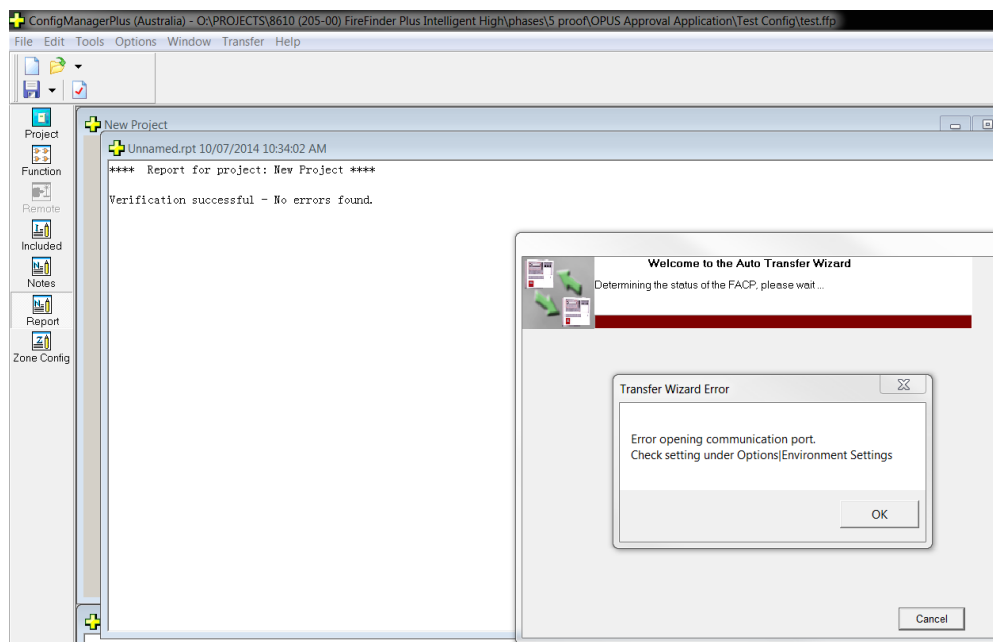 ConfigManagerPlus (Australia) - O:\PROJECTS\8610 (205-00) FireFinder Plus Intelligent High\phases\5 proof\OPUS Approval Application\Test Config\test.ffp
File Edit Tools Options Window Transfer Help
Project
Function
Remote
Included
Notes
Report
Zone Config
New Project
Unnamed.rpt 10/07/2014 10:34:02 AM
**** Report for project: New Project ****
Verification successful - No errors found.
Welcome to the Auto Transfer Wizard
Determining the status of the FACP, please wait ...
Transfer Wizard Error
Error opening communication port.
Check setting under Options|Environment Settings
OK
Cancel